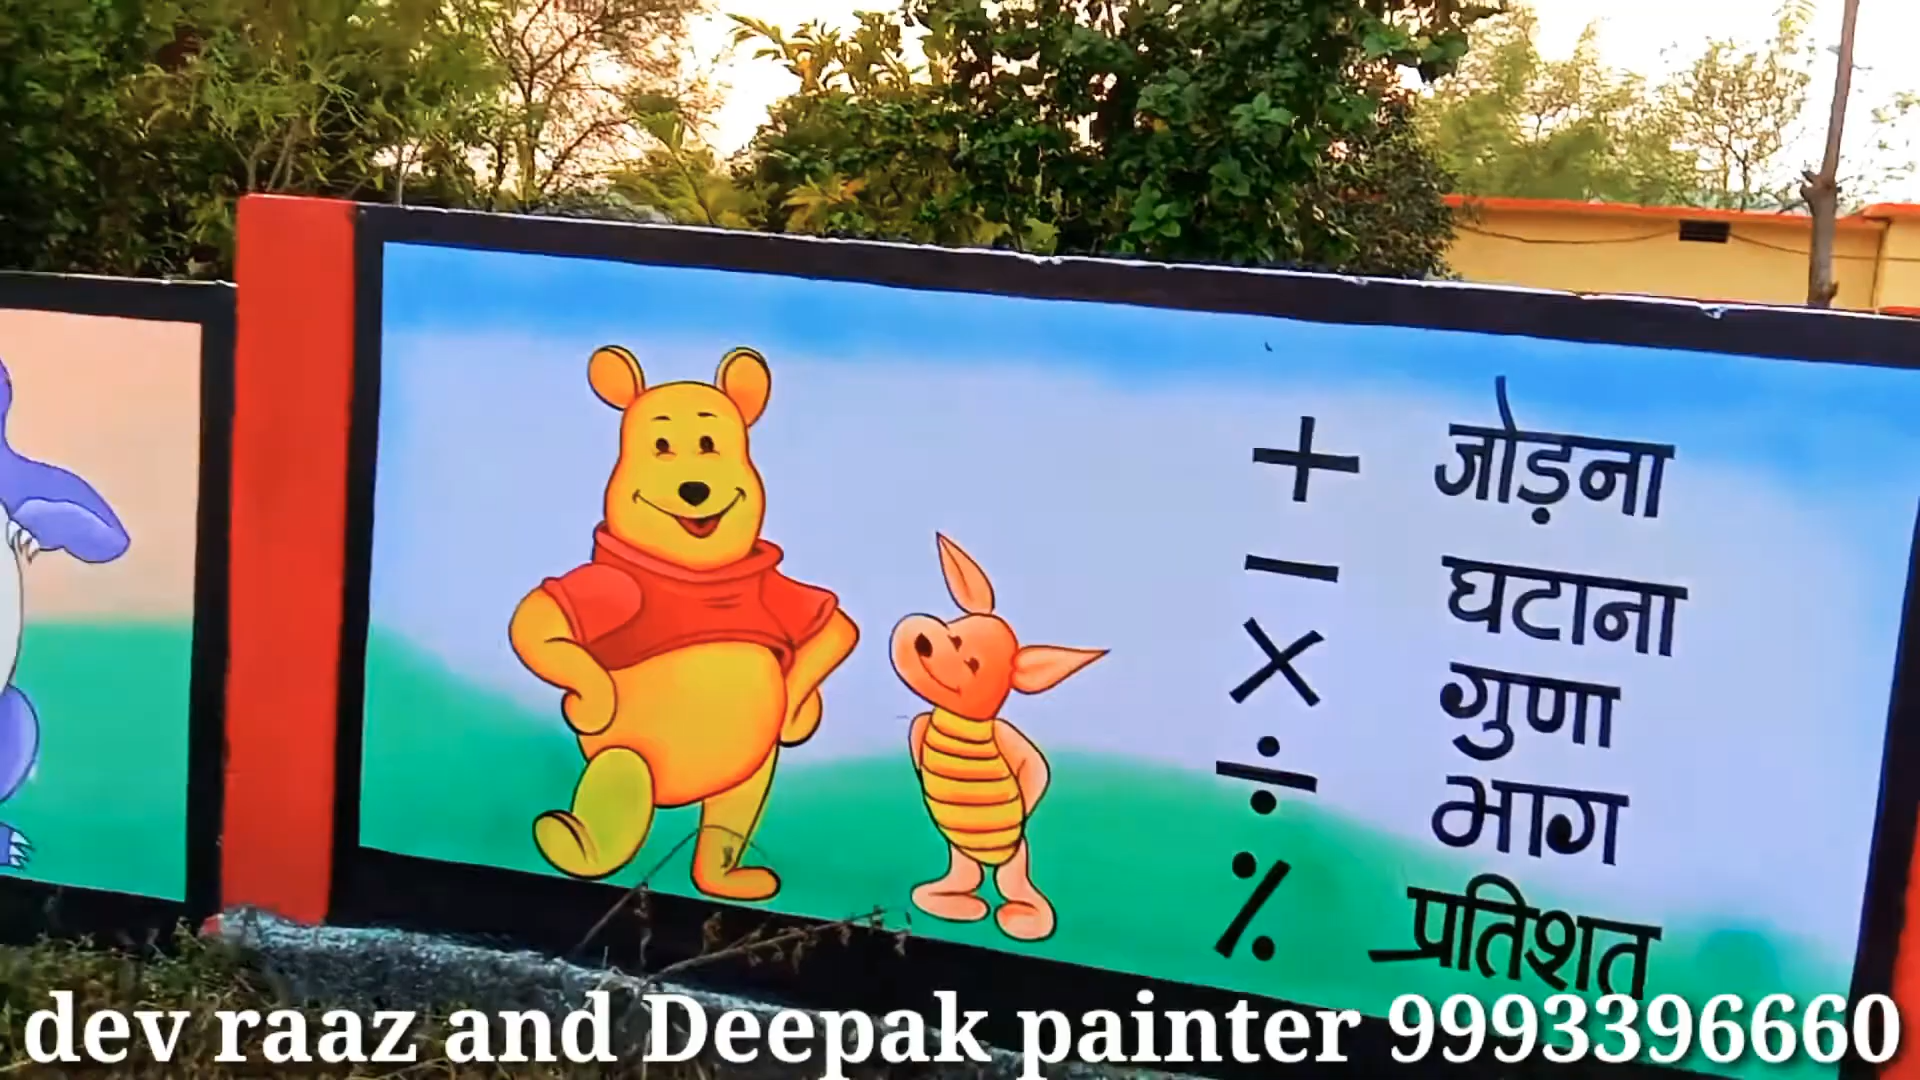 + जोड़ना
− घटाना
× गुणा
÷ भाग
٪ प्रतिशत
dev raaz and Deepak painter 9993396660